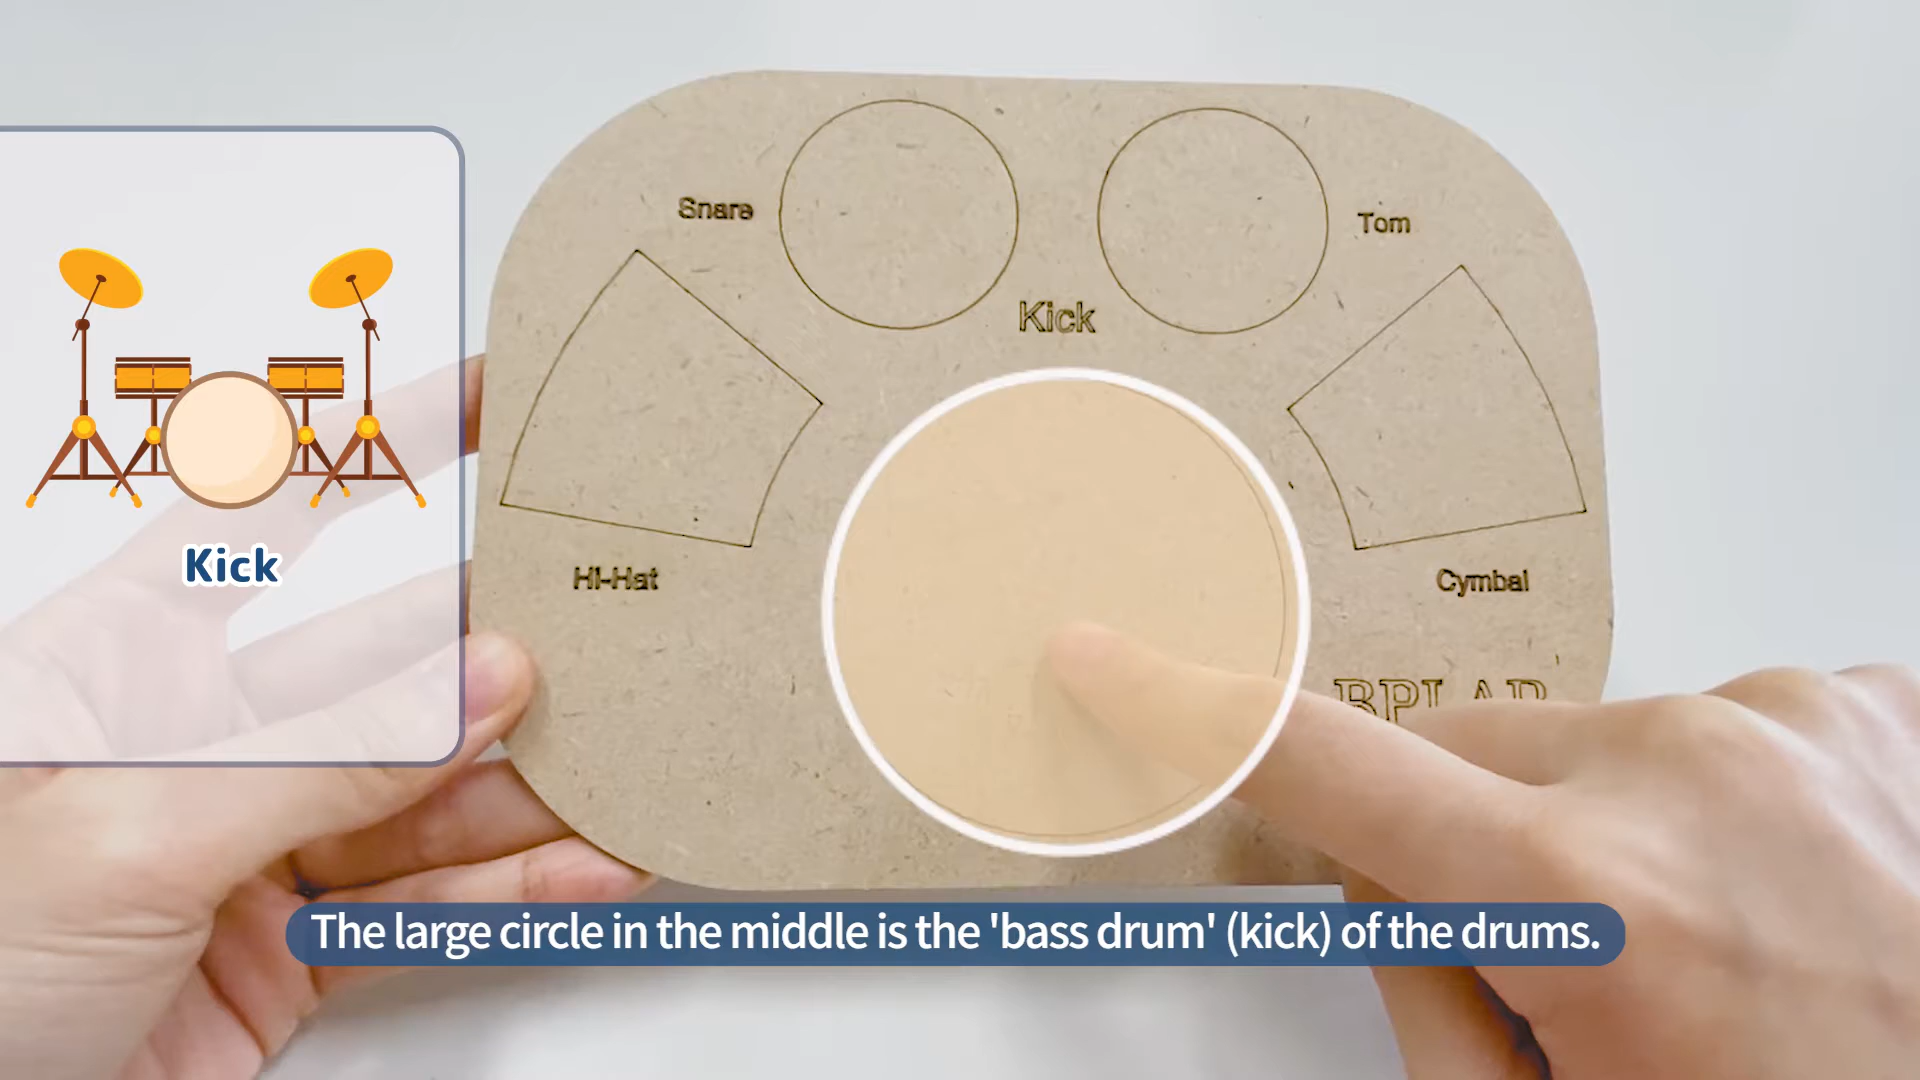 Snare
Tom
Kick
Hi-Hat
Cymbal
Kick
The large circle in the middle is the 'bass drum' (kick) of the drums.